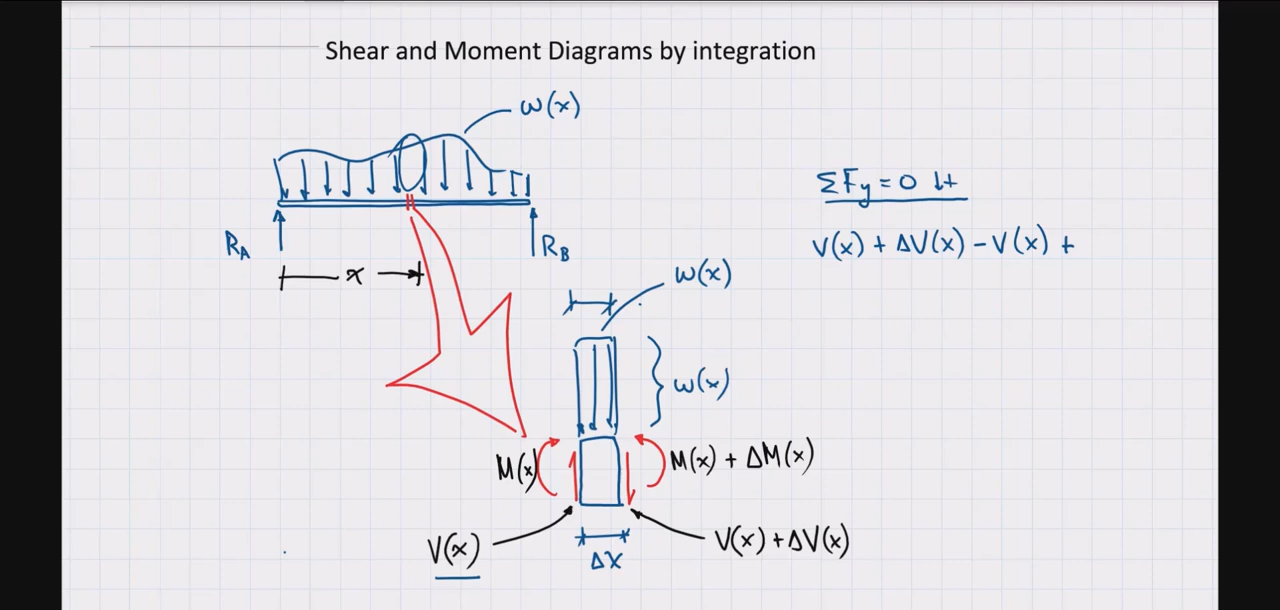 Shear and Moment Diagrams by integration
ω(x)
ΣFy = 0 ↓+
V(x) + ΔV(x) - V(x) +
RA
RB
x
ω(x)
ω(x)
M(x)
M(x) + ΔM(x)
V(x)
V(x) + ΔV(x)
Δx